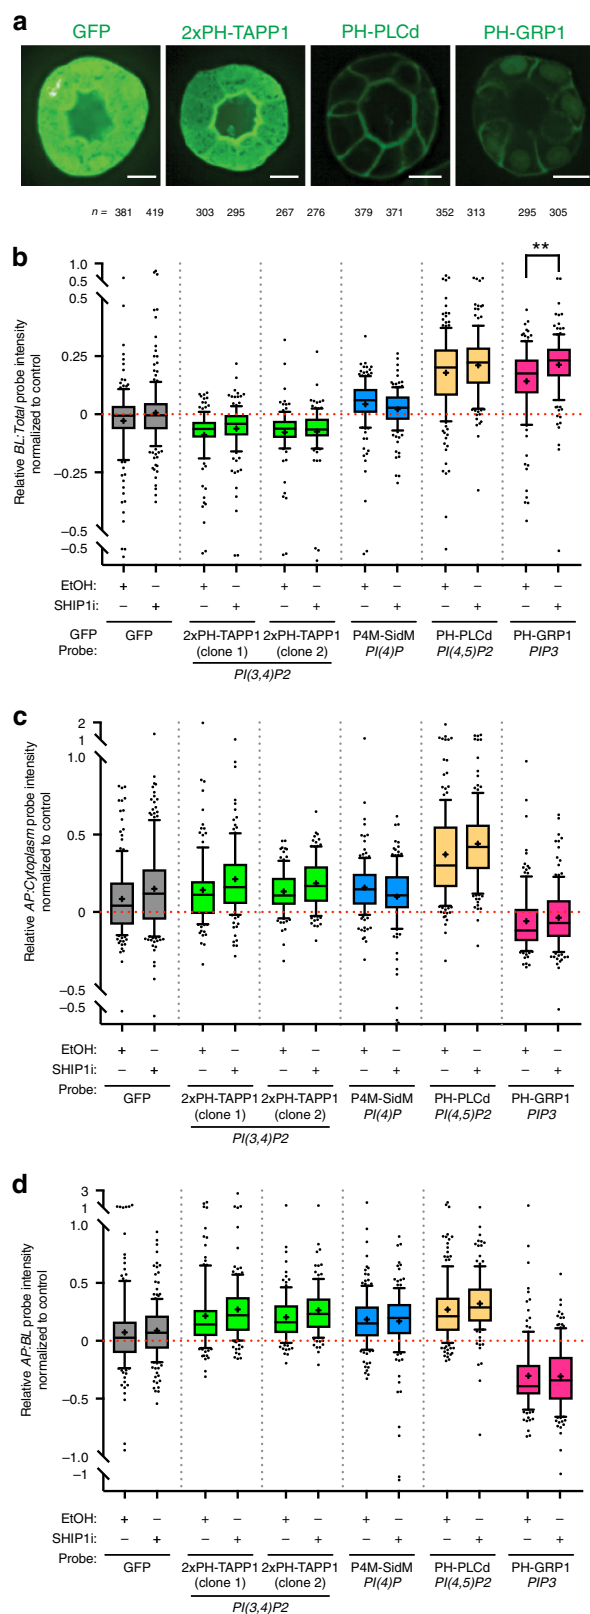 a
GFP 2xPH-TAPP1 PH-PLCd PH-GRP1
n = 381 419 303 295 267 276 379 371 352 313 295 305
b
Relative BL:Total probe intensity
normalized to control
1.0
0.5
0.5
0.25
0
−0.25
−0.5
−0.5
**
EtOH: + − + − + − + − + − + −
SHIP1i: − + − + − + − + − + − +
GFP
Probe:
GFP 2xPH-TAPP1 2xPH-TAPP1 P4M-SidM PH-PLCd PH-GRP1
(clone 1) (clone 2) PI(4)P PI(4,5)P2 PIP3
PI(3,4)P2
c
Relative AP:Cytoplasm probe intensity
normalized to control
2
1
1.0
0.5
0
−0.5
−0.5
EtOH: + − + − + − + − + − + −
SHIP1i: − + − + − + − + − + − +
Probe:
GFP 2xPH-TAPP1 2xPH-TAPP1 P4M-SidM PH-PLCd PH-GRP1
(clone 1) (clone 2) PI(4)P PI(4,5)P2 PIP3
PI(3,4)P2
d
Relative AP:BL probe intensity
normalized to control
3
1
1.0
0.5
0
−0.5
−1.0
−1
EtOH: + − + − + − + − + − + −
SHIP1i: − + − + − + − + − + − +
Probe:
GFP 2xPH-TAPP1 2xPH-TAPP1 P4M-SidM PH-PLCd PH-GRP1
(clone 1) (clone 2) PI(4)P PI(4,5)P2 PIP3
PI(3,4)P2